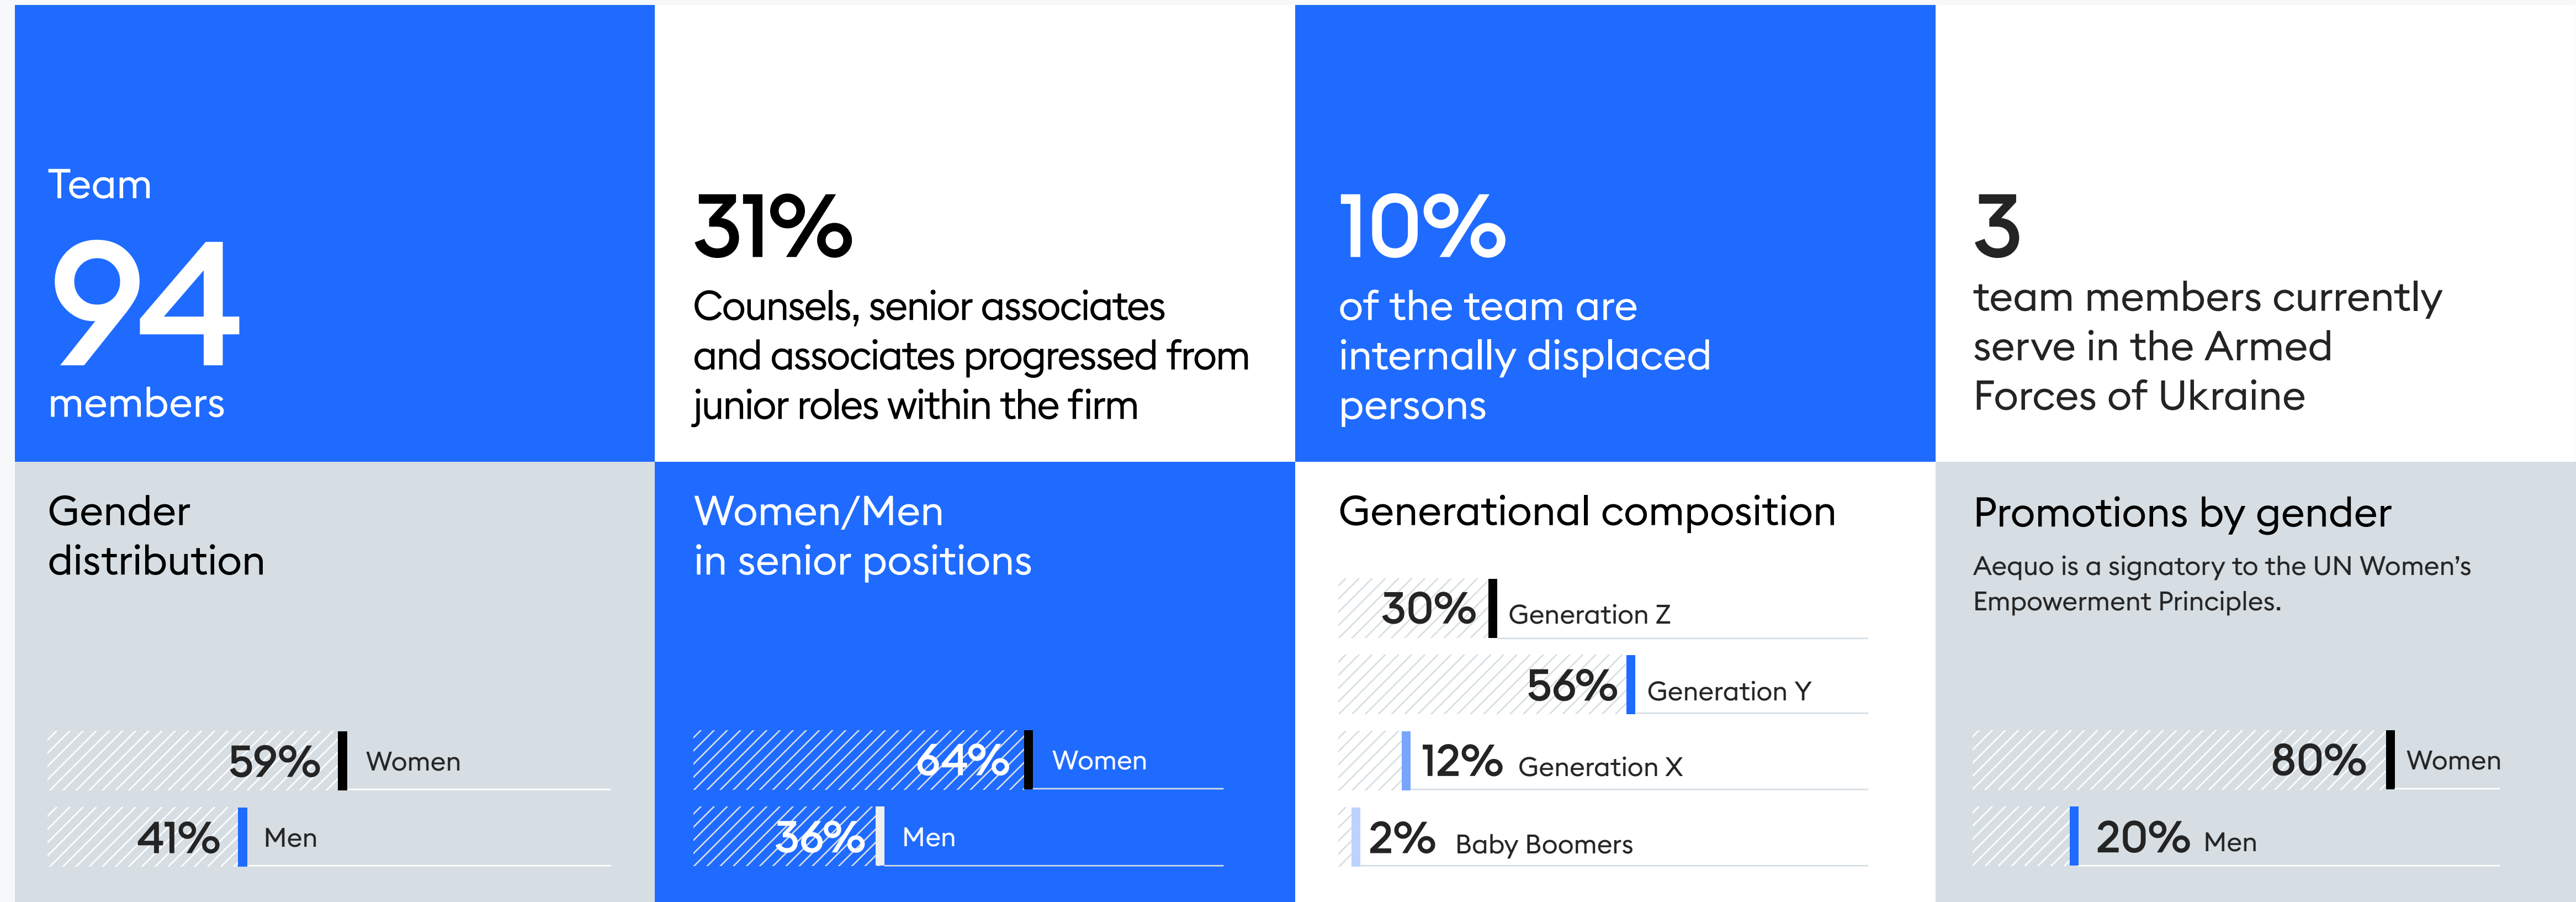 Team
94
members
31%
Counsels, senior associates
and associates progressed from
junior roles within the firm
10%
of the team are
internally displaced
persons
3
team members currently
serve in the Armed
Forces of Ukraine
Gender
distribution
59% Women
41% Men
Women/Men
in senior positions
64% Women
36% Men
Generational composition
30% Generation Z
56% Generation Y
12% Generation X
2% Baby Boomers
Promotions by gender
Aequo is a signatory to the UN Women’s
Empowerment Principles.
80% Women
20% Men